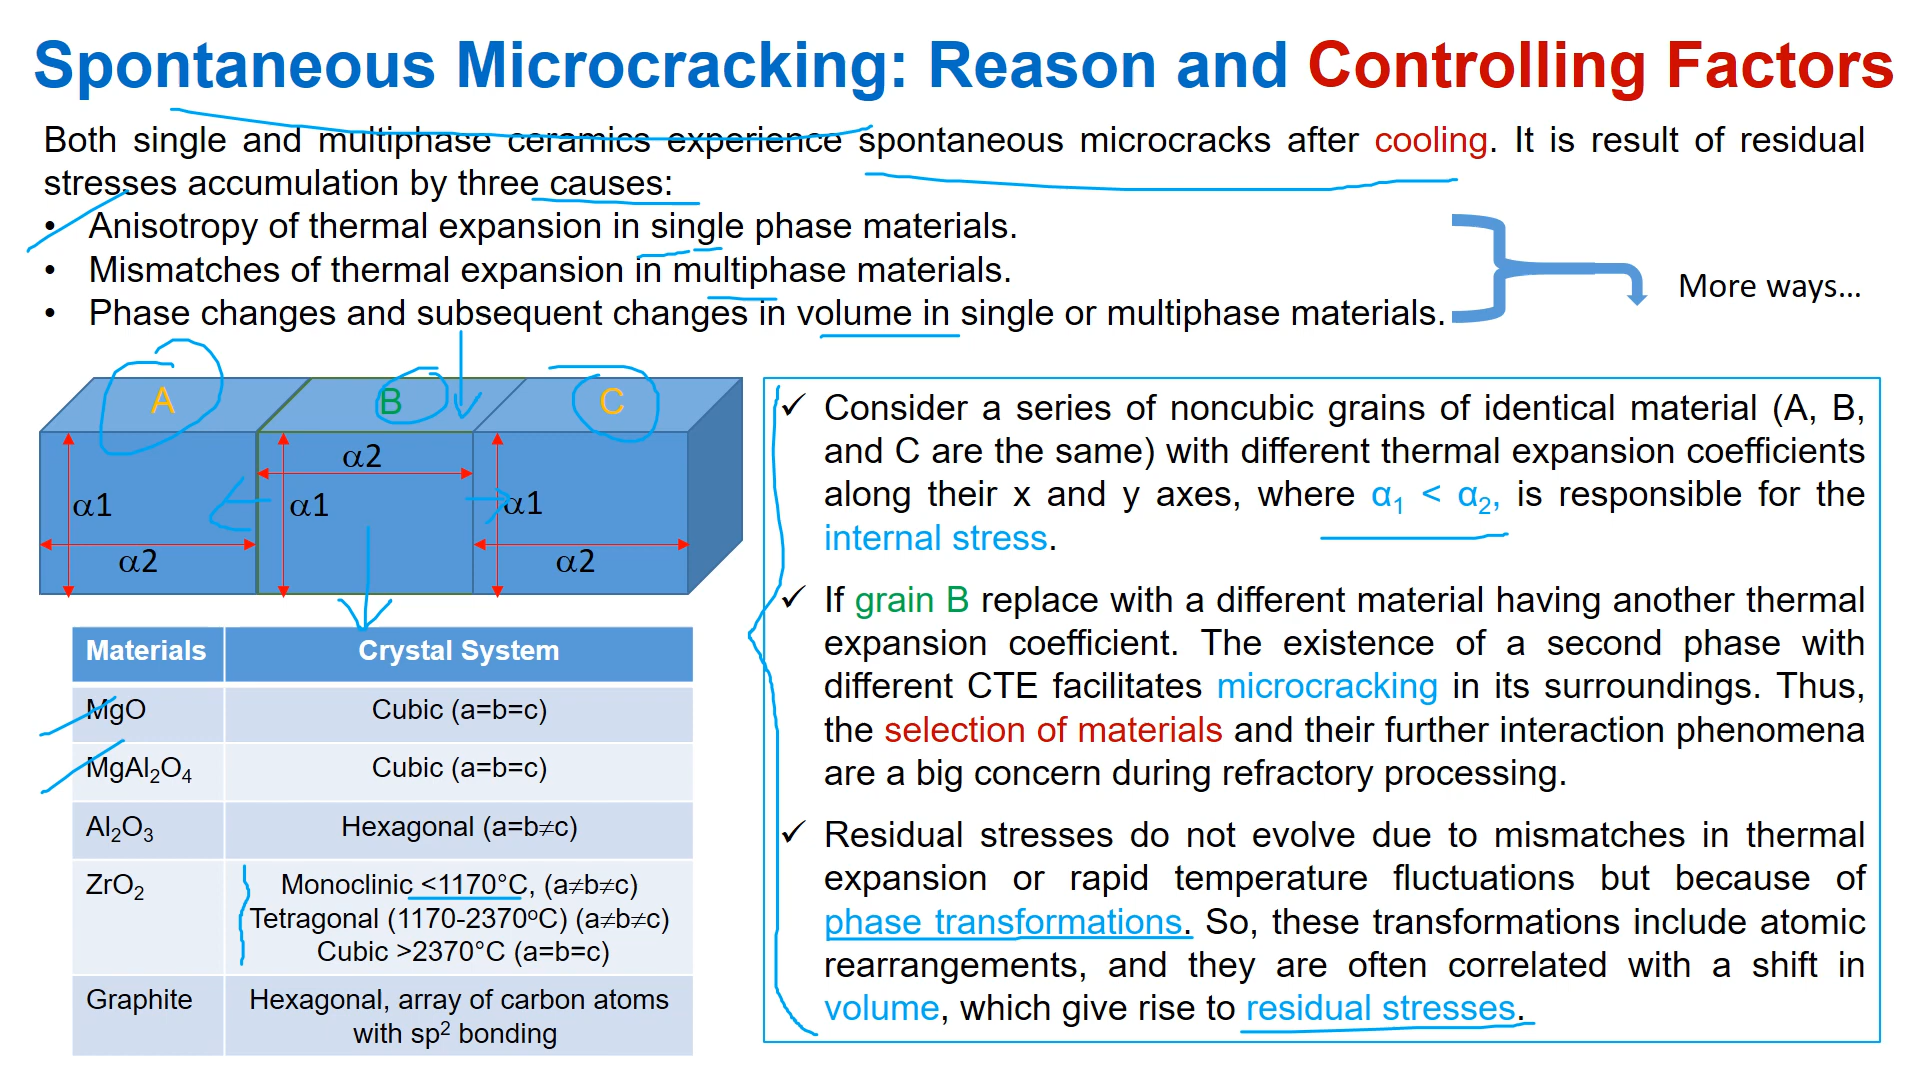 Spontaneous Microcracking: Reason and Controlling Factors
Both single and multiphase ceramics experience spontaneous microcracks after cooling. It is result of residual
stresses accumulation by three causes:
• Anisotropy of thermal expansion in single phase materials.
• Mismatches of thermal expansion in multiphase materials.
• Phase changes and subsequent changes in volume in single or multiphase materials.
More ways...
A B C
α2
α1 α1 α1
α2 α2
Materials Crystal System
MgO Cubic (a=b=c)
MgAl₂O₄ Cubic (a=b=c)
Al₂O₃ Hexagonal (a=b≠c)
ZrO₂ Monoclinic <1170°C, (a≠b≠c)
Tetragonal (1170-2370°C) (a≠b≠c)
Cubic >2370°C (a=b=c)
Graphite Hexagonal, array of carbon atoms
with sp² bonding
✓ Consider a series of noncubic grains of identical material (A, B,
and C are the same) with different thermal expansion coefficients
along their x and y axes, where α₁ < α₂, is responsible for the
internal stress.
✓ If grain B replace with a different material having another thermal
expansion coefficient. The existence of a second phase with
different CTE facilitates microcracking in its surroundings. Thus,
the selection of materials and their further interaction phenomena
are a big concern during refractory processing.
✓ Residual stresses do not evolve due to mismatches in thermal
expansion or rapid temperature fluctuations but because of
phase transformations. So, these transformations include atomic
rearrangements, and they are often correlated with a shift in
volume, which give rise to residual stresses.